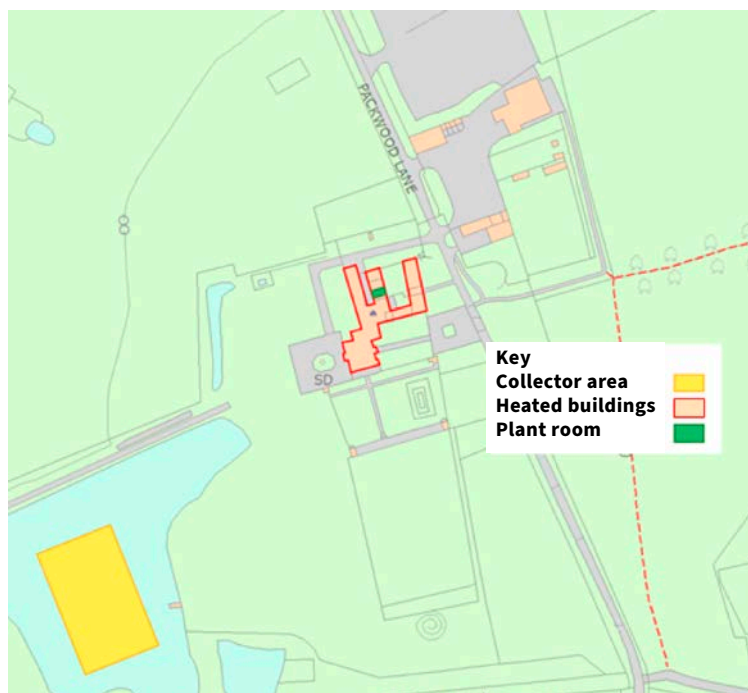 PACKWOOD LANE
SD
Key
Collector area
Heated buildings
Plant room